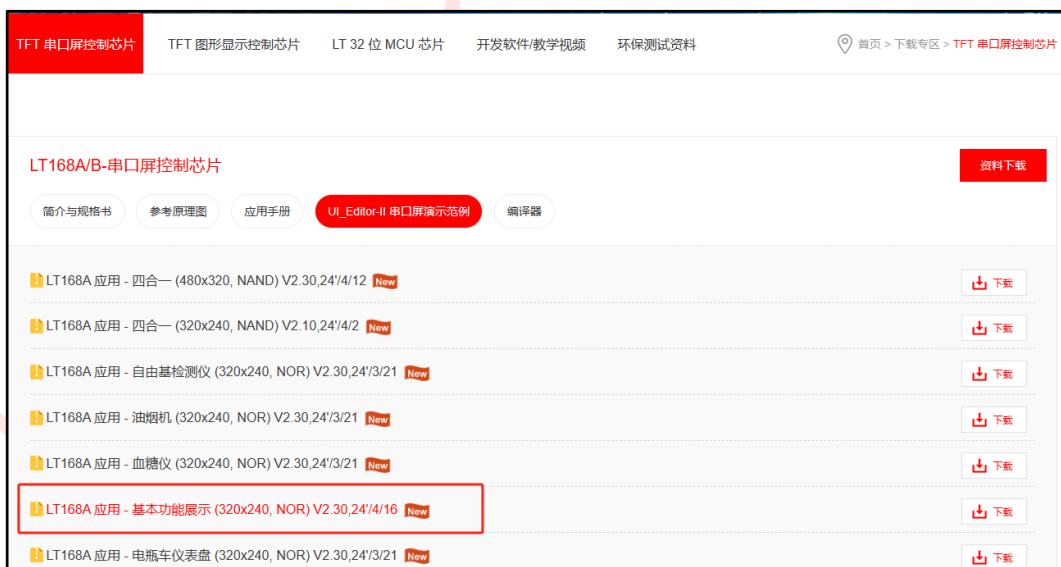 TFT 串口屏控制芯片 TFT 图形显示控制芯片 LT 32 位 MCU 芯片 开发软件/教学视频 环保测试资料 首页 > 下载专区 > TFT 串口屏控制芯片
LT168A/B-串口屏控制芯片 资料下载
简介与规格书 参考原理图 应用手册 UI_Editor-II 串口屏演示范例 编译器
LT168A 应用 - 四合一 (480x320, NAND) V2.30,24'/4/12 New 下载
LT168A 应用 - 四合一 (320x240, NAND) V2.10,24'/4/2 New 下载
LT168A 应用 - 自由基检测仪 (320x240, NOR) V2.30,24'/3/21 New 下载
LT168A 应用 - 油烟机 (320x240, NOR) V2.30,24'/3/21 New 下载
LT168A 应用 - 血糖仪 (320x240, NOR) V2.30,24'/3/21 New 下载
LT168A 应用 - 基本功能展示 (320x240, NOR) V2.30,24'/4/16 New 下载
LT168A 应用 - 电瓶车仪表盘 (320x240, NOR) V2.30,24'/3/21 New 下载